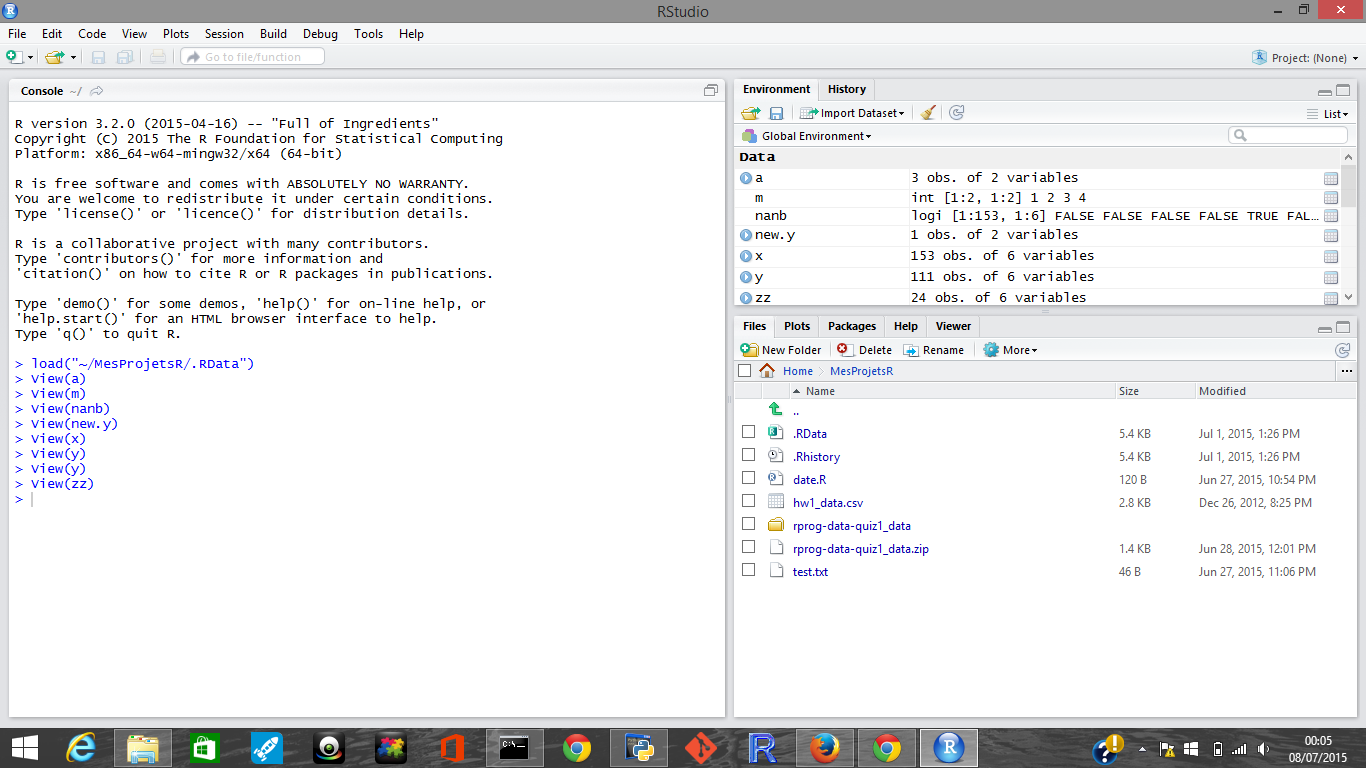 RStudio
File Edit Code View Plots Session Build Debug Tools Help
Go to file/function
Project: (None)
Console ~/
R version 3.2.0 (2015-04-16) -- "Full of Ingredients"
Copyright (C) 2015 The R Foundation for Statistical Computing
Platform: x86_64-w64-mingw32/x64 (64-bit)
R is free software and comes with ABSOLUTELY NO WARRANTY.
You are welcome to redistribute it under certain conditions.
Type 'license()' or 'licence()' for distribution details.
R is a collaborative project with many contributors.
Type 'contributors()' for more information and
'citation()' on how to cite R or R packages in publications.
Type 'demo()' for some demos, 'help()' for on-line help, or
'help.start()' for an HTML browser interface to help.
Type 'q()' to quit R.
> load("~/MesProjetsR/.RData")
> View(a)
> View(m)
> View(nanb)
> View(new.y)
> View(x)
> View(y)
> View(y)
> View(zz)
>
Environment History
Import Dataset List
Global Environment
Data
a 3 obs. of 2 variables
m int [1:2, 1:2] 1 2 3 4
nanb logi [1:153, 1:6] FALSE FALSE FALSE FALSE TRUE FAL...
new.y 1 obs. of 2 variables
x 153 obs. of 6 variables
y 111 obs. of 6 variables
zz 24 obs. of 6 variables
Files Plots Packages Help Viewer
New Folder Delete Rename More
Home MesProjetsR ...
Name Size Modified
..
.RData 5.4 KB Jul 1, 2015, 1:26 PM
.Rhistory 5.4 KB Jul 1, 2015, 1:26 PM
date.R 120 B Jun 27, 2015, 10:54 PM
hw1_data.csv 2.8 KB Dec 26, 2012, 8:25 PM
rprog-data-quiz1_data
rprog-data-quiz1_data.zip 1.4 KB Jun 28, 2015, 12:01 PM
test.txt 46 B Jun 27, 2015, 11:06 PM
00:05
08/07/2015